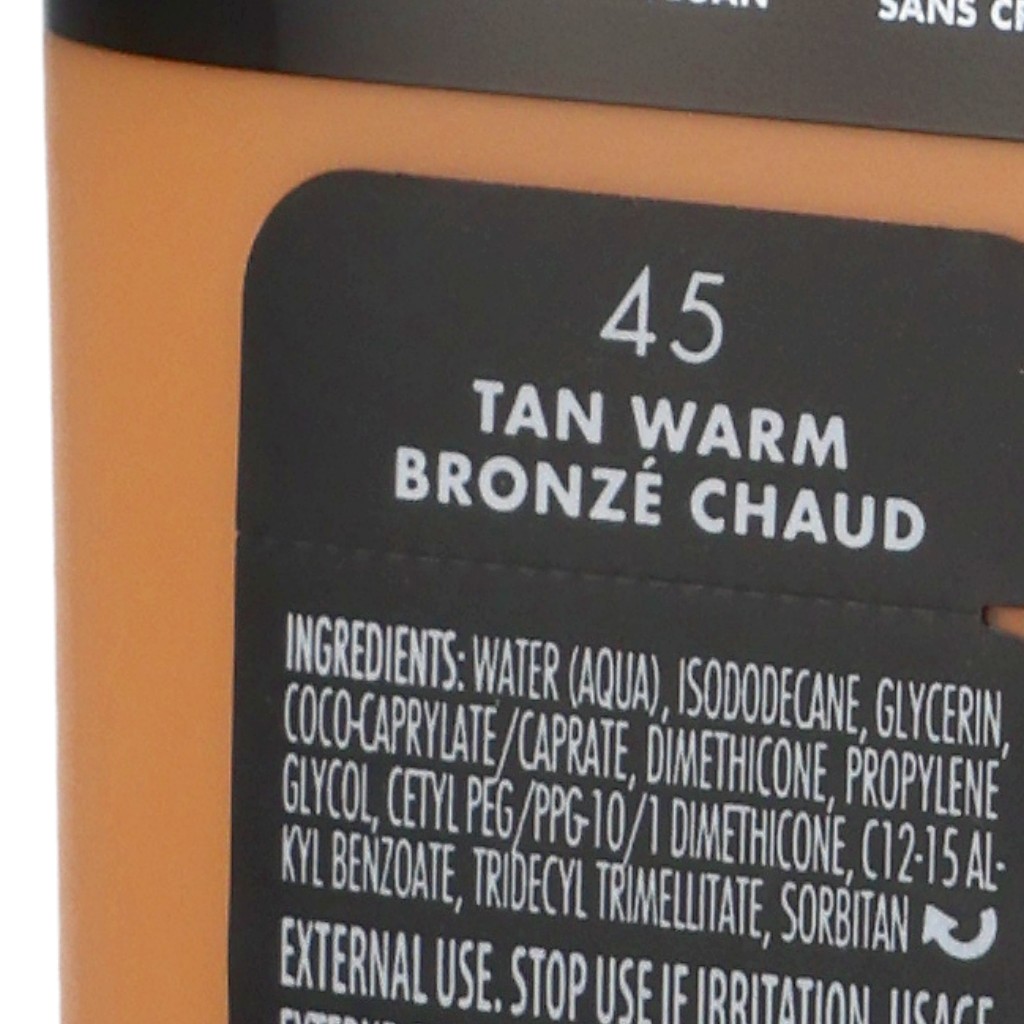 SANS
45
TAN WARM
BRONZÉ CHAUD
INGREDIENTS: WATER (AQUA), ISODODECANE, GLYCERIN,
COCO-CAPRYLATE/CAPRATE, DIMETHICONE, PROPYLENE
GLYCOL, CETYL PEG/PPG-10/1 DIMETHICONE, C12-15 AL-
KYL BENZOATE, TRIDECYL TRIMELLITATE, SORBITAN
EXTERNAL USE. STOP USE IF IRRITATION. USAGE